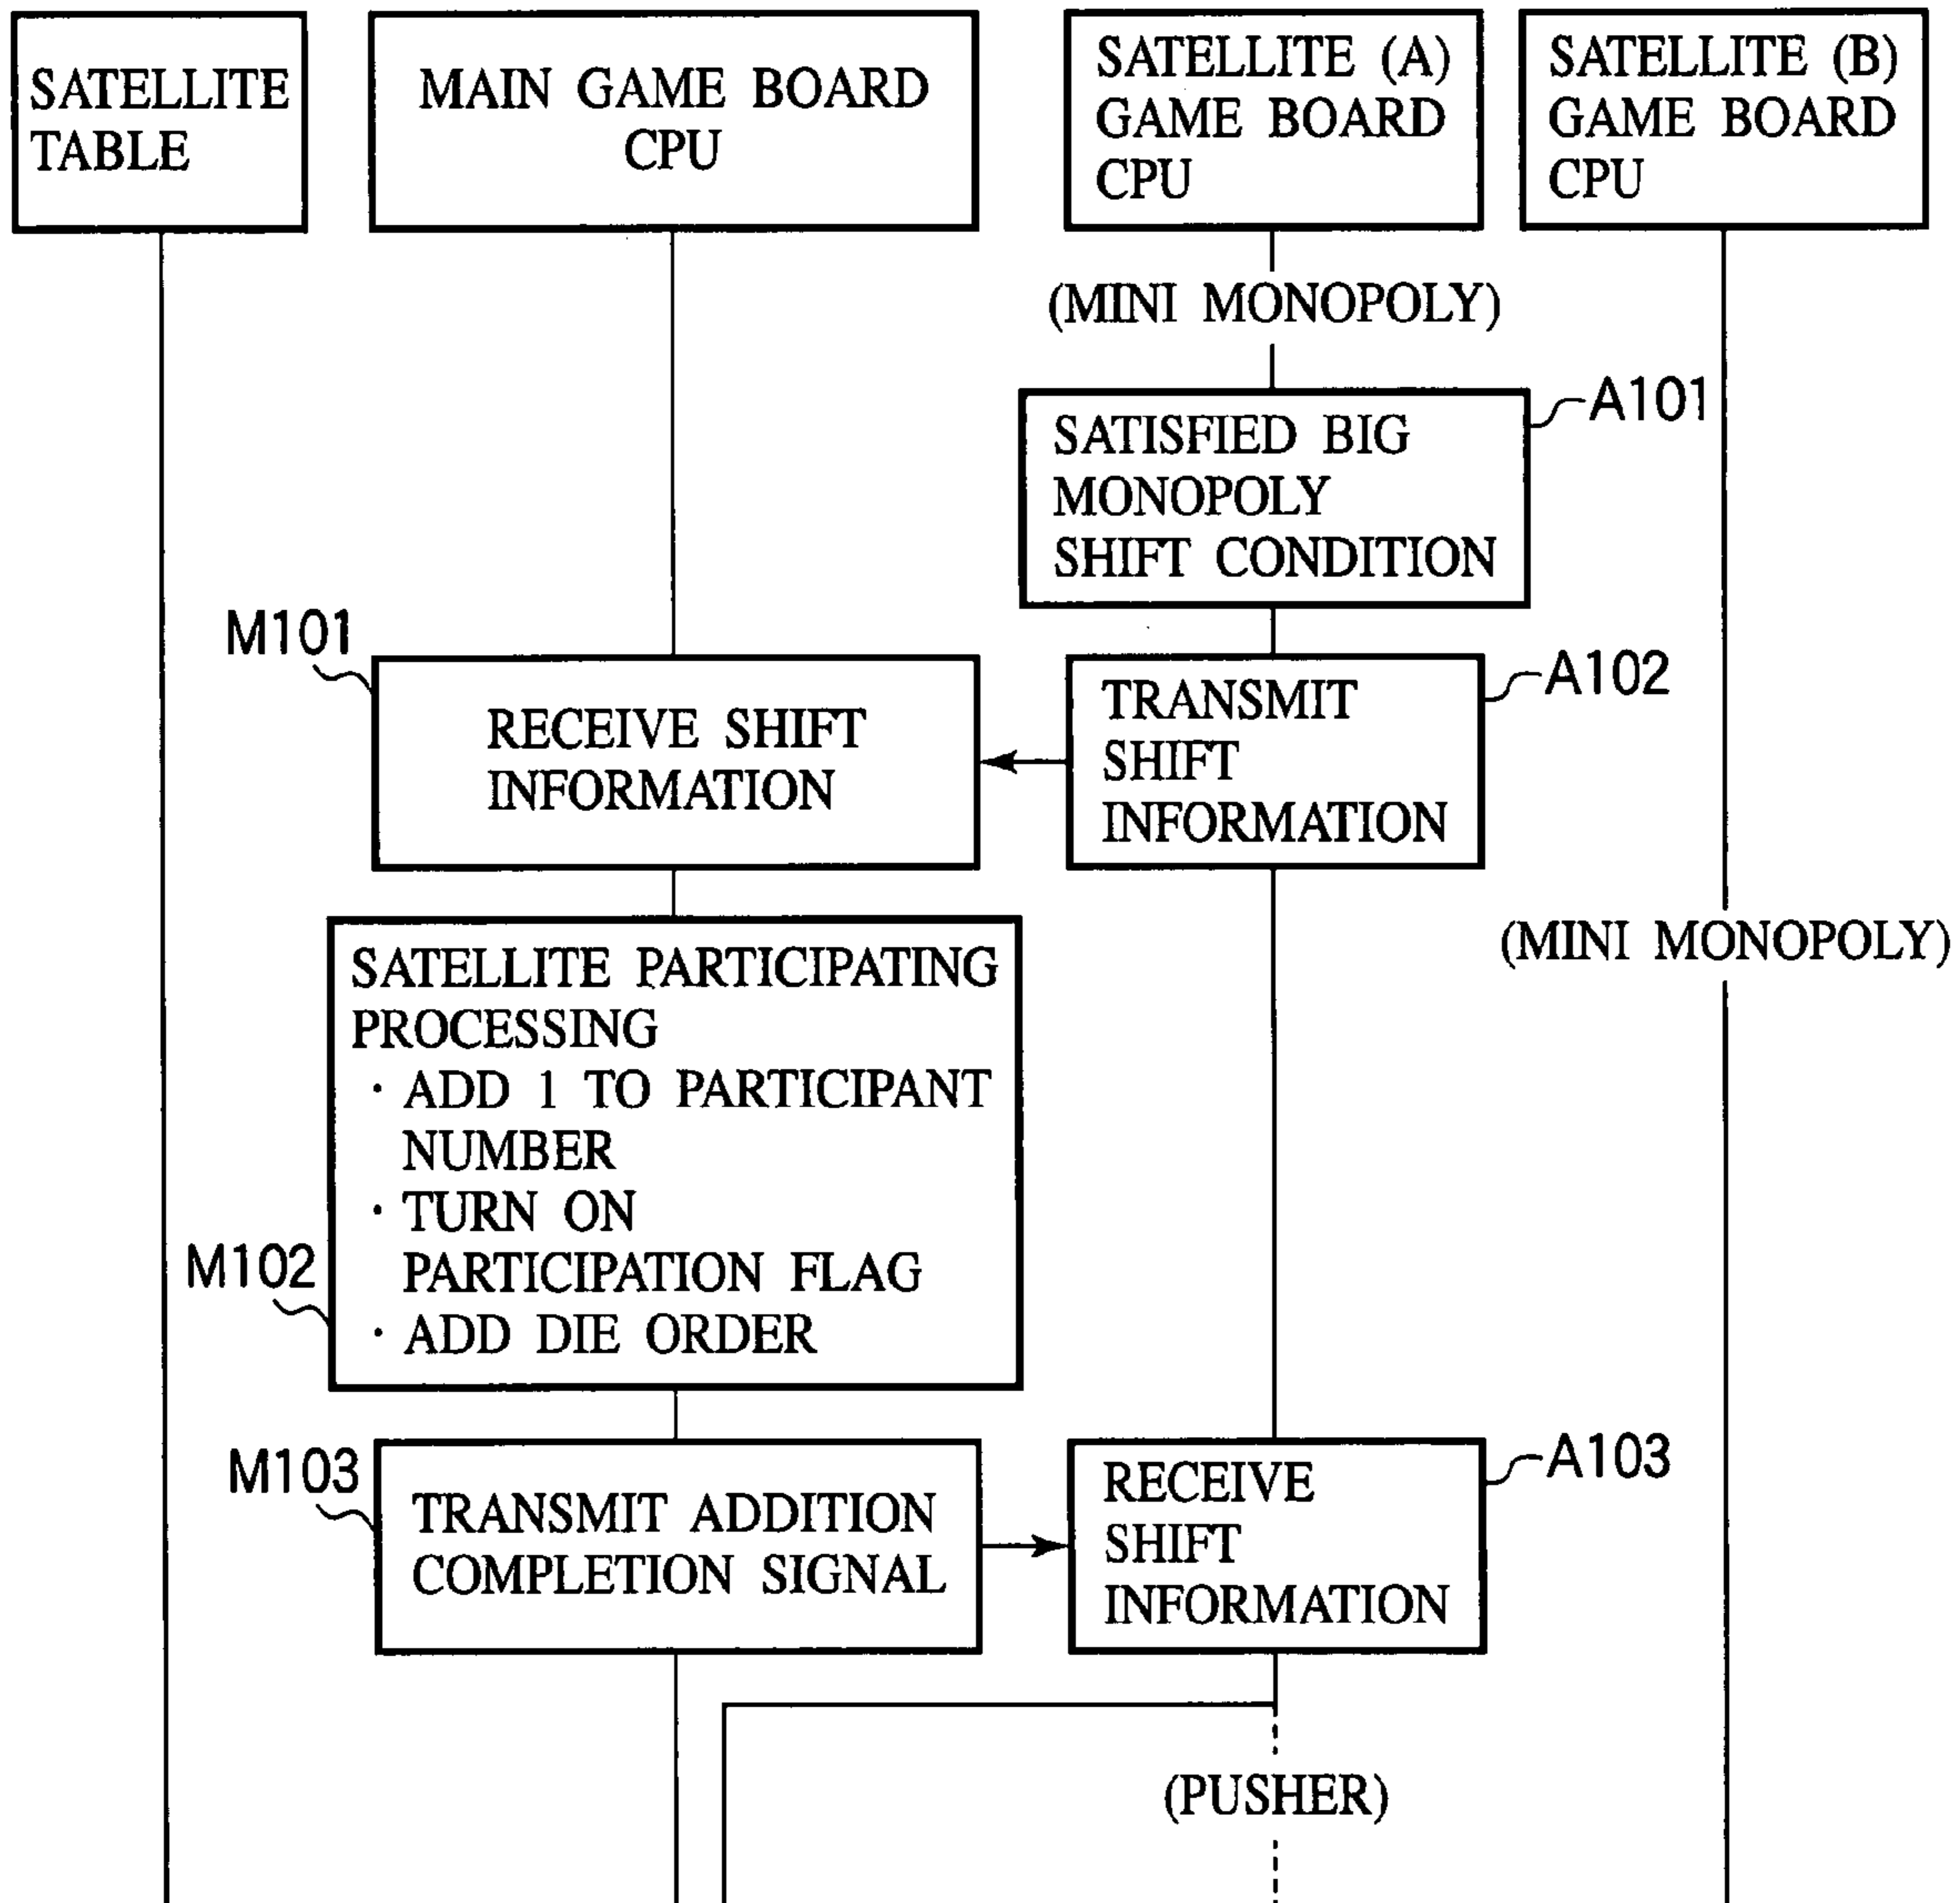 SATELLITE
TABLE
MAIN GAME BOARD
CPU
SATELLITE (A)
GAME BOARD
CPU
SATELLITE (B)
GAME BOARD
CPU
(MINI MONOPOLY)
SATISFIED BIG
MONOPOLY
SHIFT CONDITION
A101
M101
RECEIVE SHIFT
INFORMATION
TRANSMIT
SHIFT
INFORMATION
A102
(MINI MONOPOLY)
SATELLITE PARTICIPATING
PROCESSING
· ADD 1 TO PARTICIPANT
NUMBER
· TURN ON
PARTICIPATION FLAG
· ADD DIE ORDER
M102
M103
TRANSMIT ADDITION
COMPLETION SIGNAL
RECEIVE
SHIFT
INFORMATION
A103
(PUSHER)